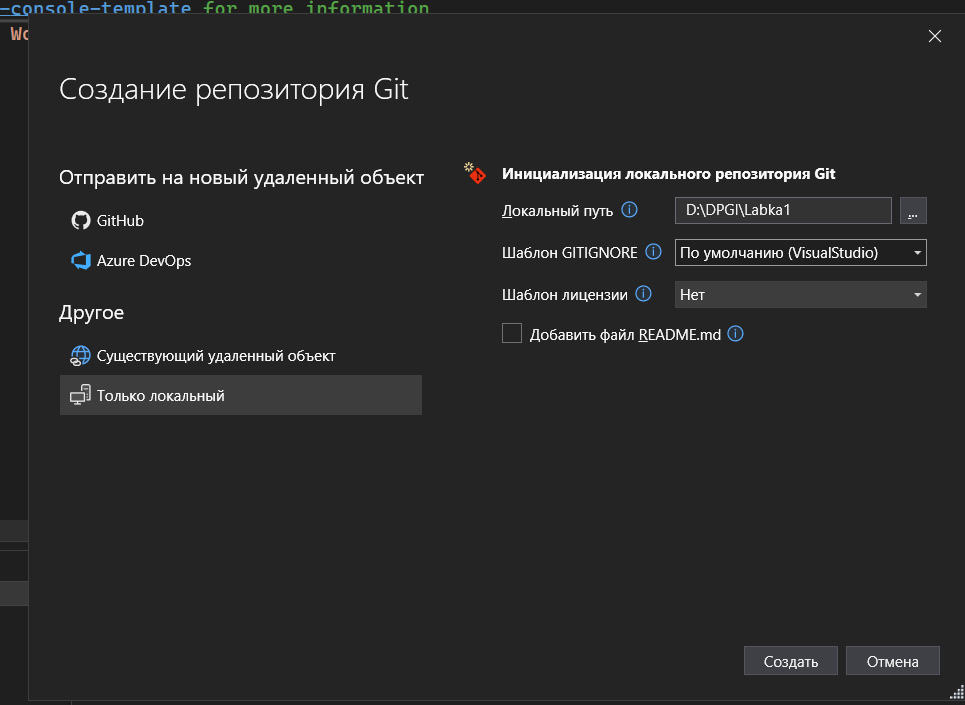 -console-template for more information
Wo
Создание репозитория Git
Отправить на новый удаленный объект
GitHub
Azure DevOps
Другое
Существующий удаленный объект
Только локальный
Инициализация локального репозитория Git
Локальный путь D:\DPGI\Labka1 ...
Шаблон GITIGNORE По умолчанию (VisualStudio)
Шаблон лицензии Нет
Добавить файл README.md
Создать Отмена